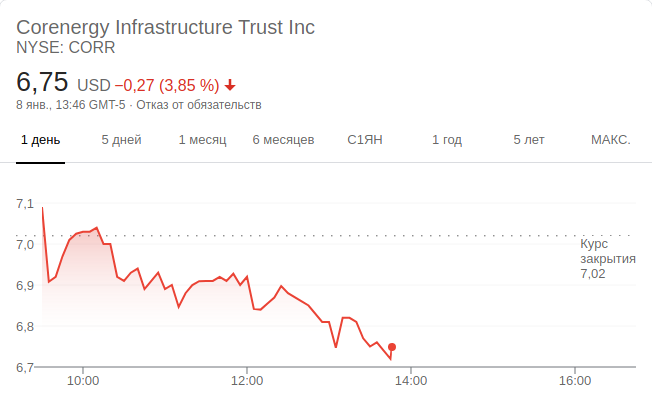 Corenergy Infrastructure Trust Inc
NYSE: CORR
6,75 USD −0,27 (3,85 %)
8 янв., 13:46 GMT-5 · Отказ от обязательств
1 день 5 дней 1 месяц 6 месяцев С1ЯН 1 год 5 лет МАКС.
7,1
7,0
6,9
6,8
6,7
Курс
закрытия
7,02
10:00 12:00 14:00 16:00